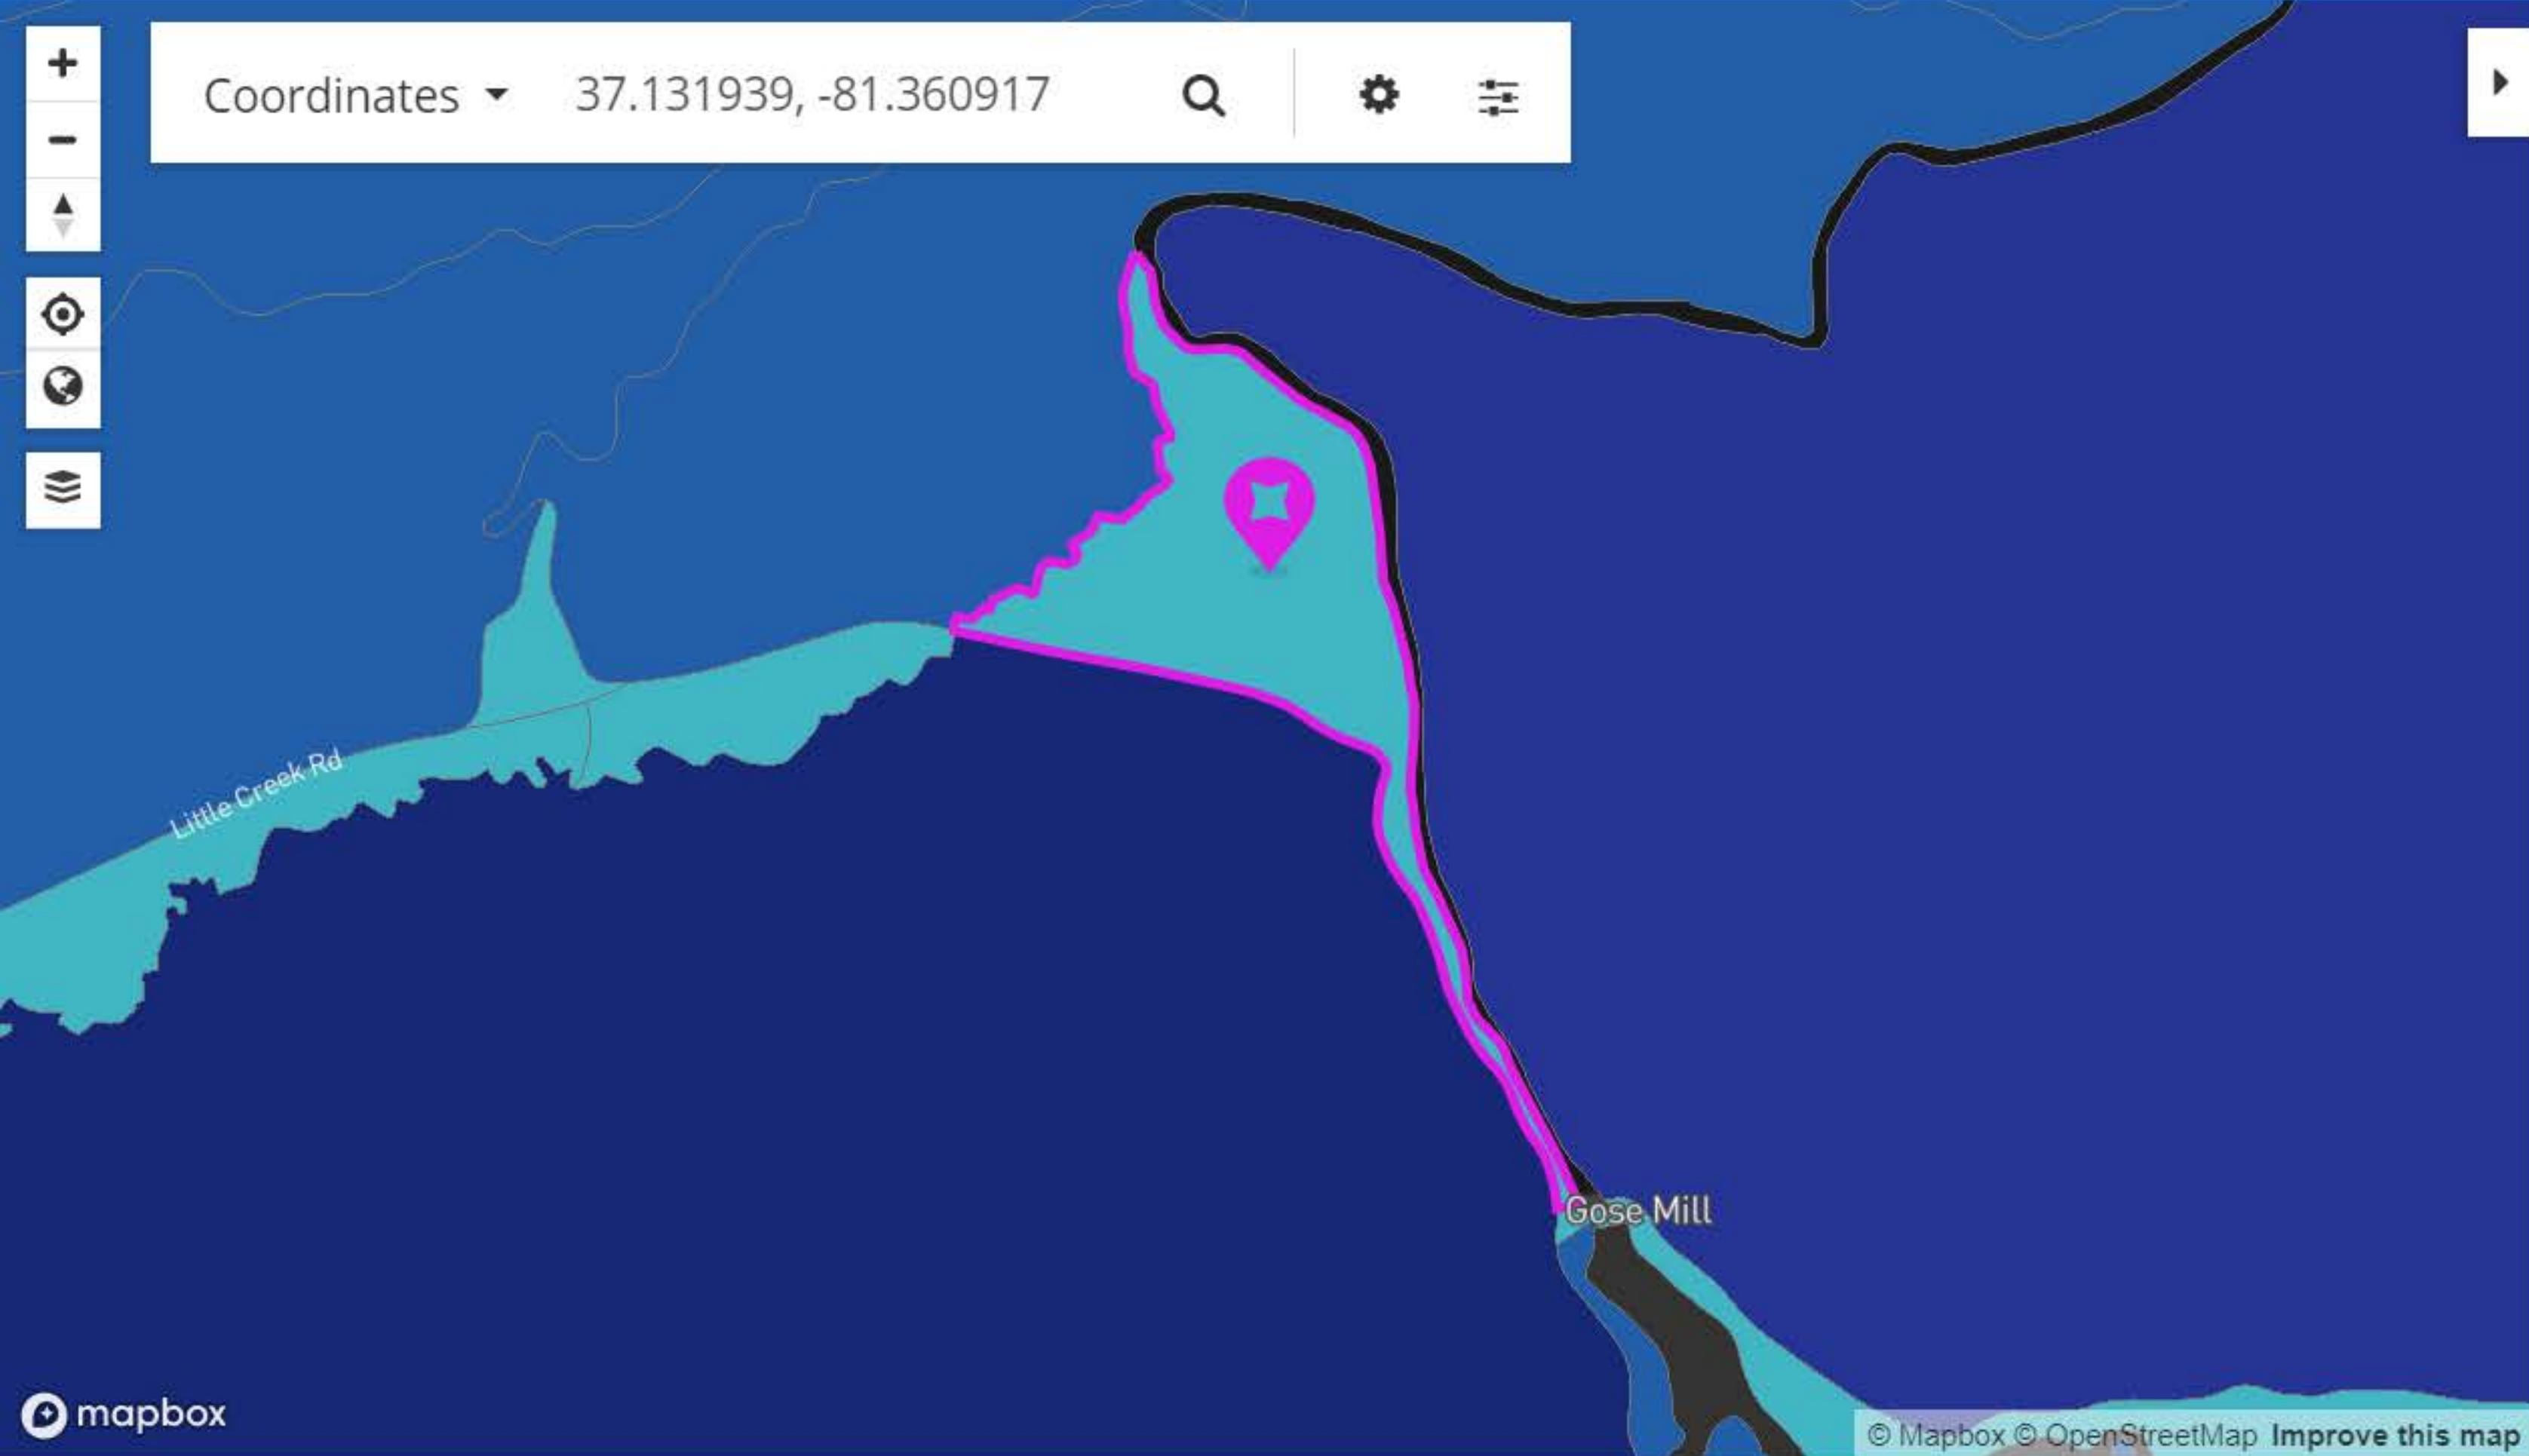 Coordinates 37.131939, -81.360917
Little Creek Rd
Gose Mill
mapbox
© Mapbox © OpenStreetMap Improve this map